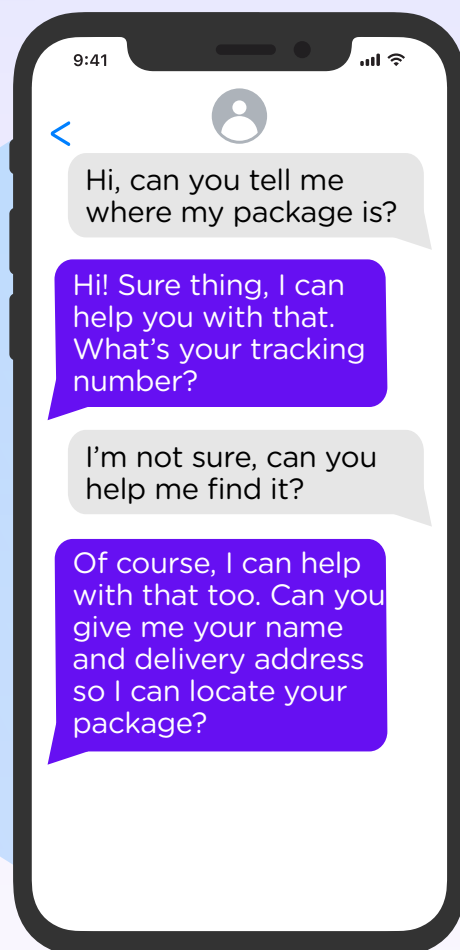 9:41
Hi, can you tell me
where my package is?
Hi! Sure thing, I can
help you with that.
What’s your tracking
number?
I’m not sure, can you
help me find it?
Of course, I can help
with that too. Can you
give me your name
and delivery address
so I can locate your
package?